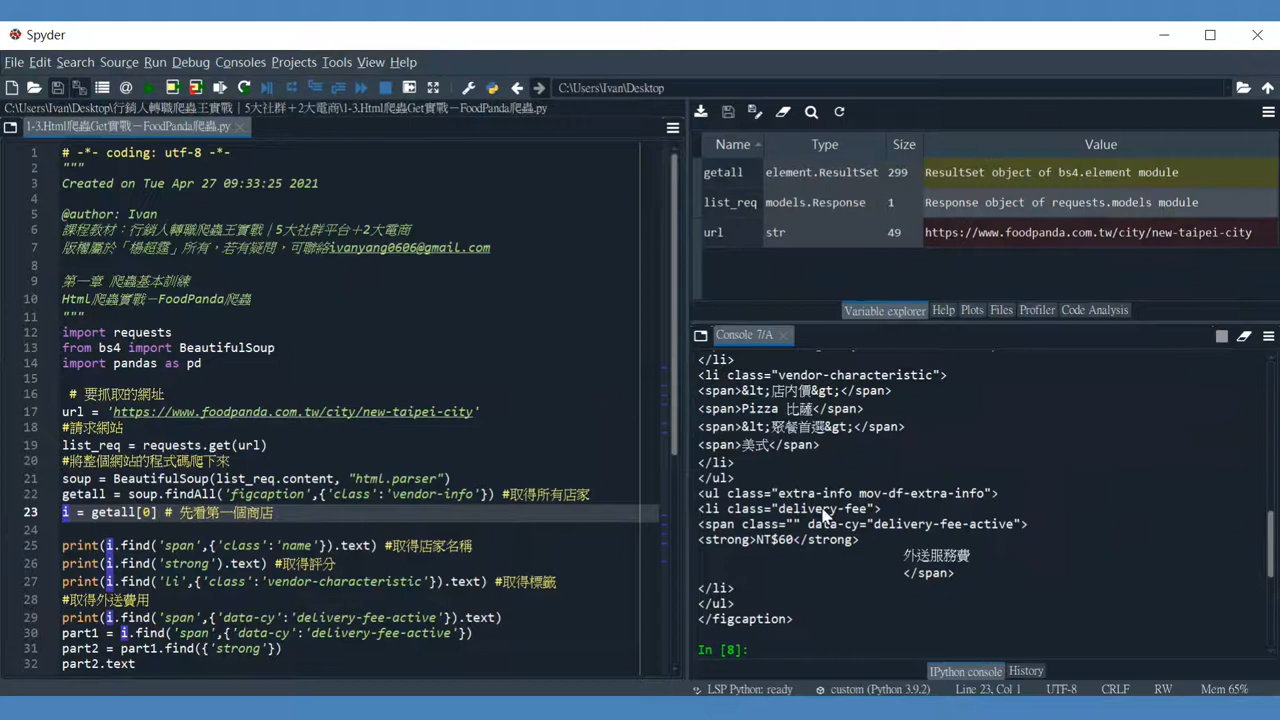 Spyder
File Edit Search Source Run Debug Consoles Projects Tools View Help
C:\Users\Ivan\Desktop
C:\Users\Ivan\Desktop\行銷人轉職爬蟲王實戰｜5大社群＋2大電商\1-3.Html爬蟲Get實戰－FoodPanda爬蟲.py
1-3.Html爬蟲Get實戰－FoodPanda爬蟲.py
1 # -*- coding: utf-8 -*-
2 """
3 Created on Tue Apr 27 09:33:25 2021
4
5 @author: Ivan
6 課程教材：行銷人轉職爬蟲王實戰｜5大社群平台＋2大電商
7 版權屬於「楊超霆」所有，若有疑問，可聯絡ivanyang0606@gmail.com
8
9 第一章 爬蟲基本訓練
10 Html爬蟲實戰－FoodPanda爬蟲
11 """
12 import requests
13 from bs4 import BeautifulSoup
14 import pandas as pd
15
16 # 要抓取的網址
17 url = 'https://www.foodpanda.com.tw/city/new-taipei-city'
18 #請求網站
19 list_req = requests.get(url)
20 #將整個網站的程式碼爬下來
21 soup = BeautifulSoup(list_req.content, "html.parser")
22 getall = soup.findAll('figcaption',{'class':'vendor-info'}) #取得所有店家
23 i = getall[0] # 先看第一個商店
24
25 print(i.find('span',{'class':'name'}).text) #取得店家名稱
26 print(i.find('strong').text) #取得評分
27 print(i.find('li',{'class':'vendor-characteristic'}).text) #取得標籤
28 #取得外送費用
29 print(i.find('span',{'data-cy':'delivery-fee-active'}).text)
30 part1 = i.find('span',{'data-cy':'delivery-fee-active'})
31 part2 = part1.find({'strong'})
32 part2.text
Name Type Size Value
getall element.ResultSet 299 ResultSet object of bs4.element module
list_req models.Response 1 Response object of requests.models module
url str 49 https://www.foodpanda.com.tw/city/new-taipei-city
Variable explorer Help Plots Files Profiler Code Analysis
Console 7/A
</li>
<li class="vendor-characteristic">
<span>&lt;店內價&gt;</span>
<span>Pizza 比薩</span>
<span>&lt;聚餐首選&gt;</span>
<span>美式</span>
</li>
</ul>
<ul class="extra-info mov-df-extra-info">
<li class="delivery-fee">
<span class="" data-cy="delivery-fee-active">
<strong>NT$60</strong>
外送服務費
</span>
</li>
</ul>
</figcaption>
In [8]:
IPython console History
LSP Python: ready custom (Python 3.9.2) Line 23, Col 1 UTF-8 CRLF RW Mem 65%